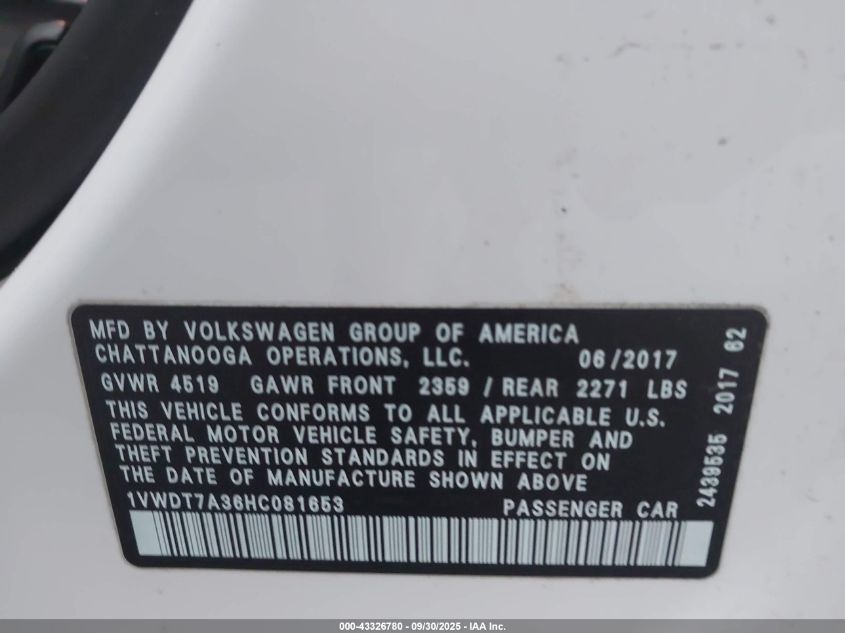 MFD BY VOLKSWAGEN GROUP OF AMERICA
CHATTANOOGA OPERATIONS, LLC. 06/2017
GVWR 4519 GAWR FRONT 2359 / REAR 2271 LBS
THIS VEHICLE CONFORMS TO ALL APPLICABLE U.S.
FEDERAL MOTOR VEHICLE SAFETY, BUMPER AND
THEFT PREVENTION STANDARDS IN EFFECT ON
THE DATE OF MANUFACTURE SHOWN ABOVE
1VWDT7A36HC081653 PASSENGER CAR
2439535 2017 62
000-43326780 - 09/30/2025 - IAA Inc.